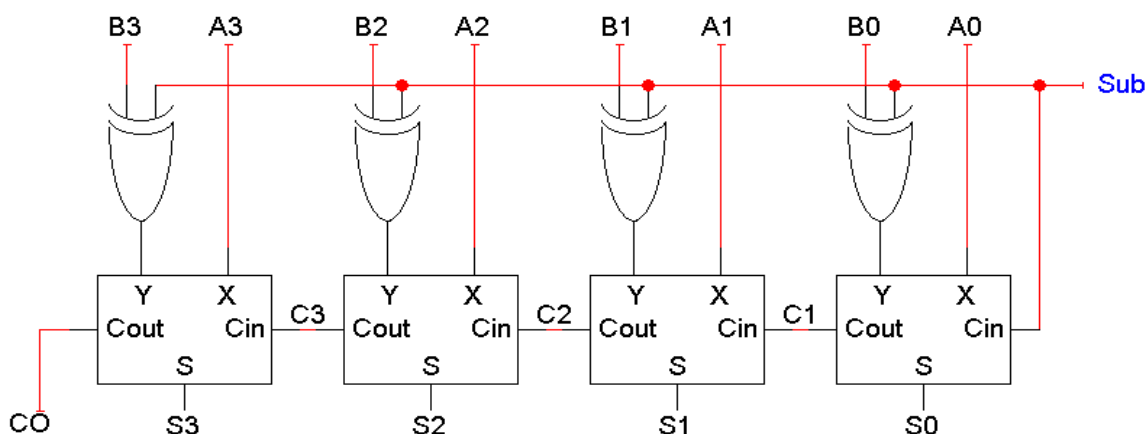 B3 A3 B2 A2 B1 A1 B0 A0
Sub
Y X Y X Y X Y X
C3 C2 C1
Cout Cin Cout Cin Cout Cin Cout Cin
S S S S
CO S3 S2 S1 S0